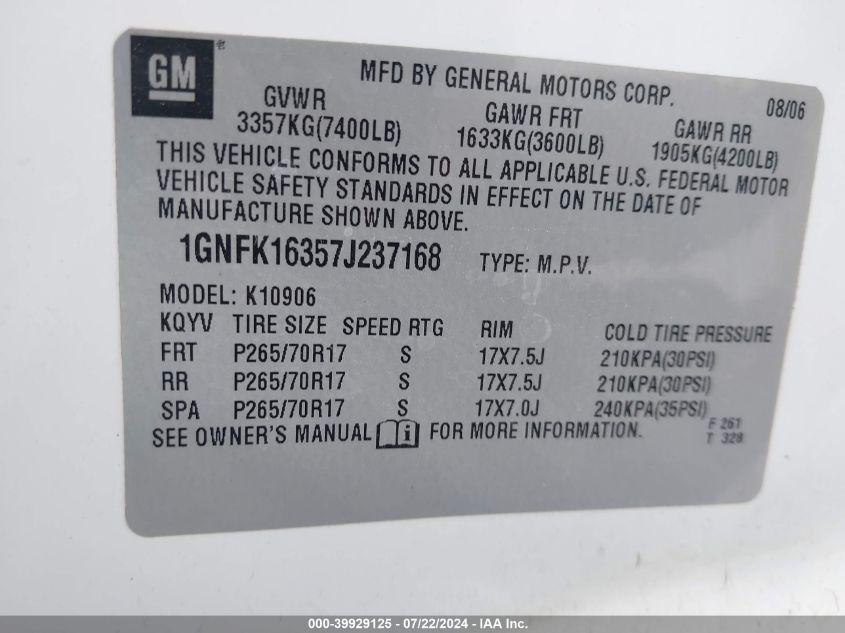 GM
MFD BY GENERAL MOTORS CORP. 08/06
GVWR GAWR FRT GAWR RR
3357KG(7400LB) 1633KG(3600LB) 1905KG(4200LB)
THIS VEHICLE CONFORMS TO ALL APPLICABLE U.S. FEDERAL MOTOR
VEHICLE SAFETY STANDARDS IN EFFECT ON THE DATE OF
MANUFACTURE SHOWN ABOVE.
1GNFK16357J237168 TYPE: M.P.V.
MODEL: K10906
KQYV TIRE SIZE SPEED RTG RIM COLD TIRE PRESSURE
FRT P265/70R17 S 17X7.5J 210KPA(30PSI)
RR P265/70R17 S 17X7.5J 210KPA(30PSI)
SPA P265/70R17 S 17X7.0J 240KPA(35PSI)
SEE OWNER'S MANUAL i FOR MORE INFORMATION. F 261
T 328
000-39929125 - 07/22/2024 - IAA Inc.